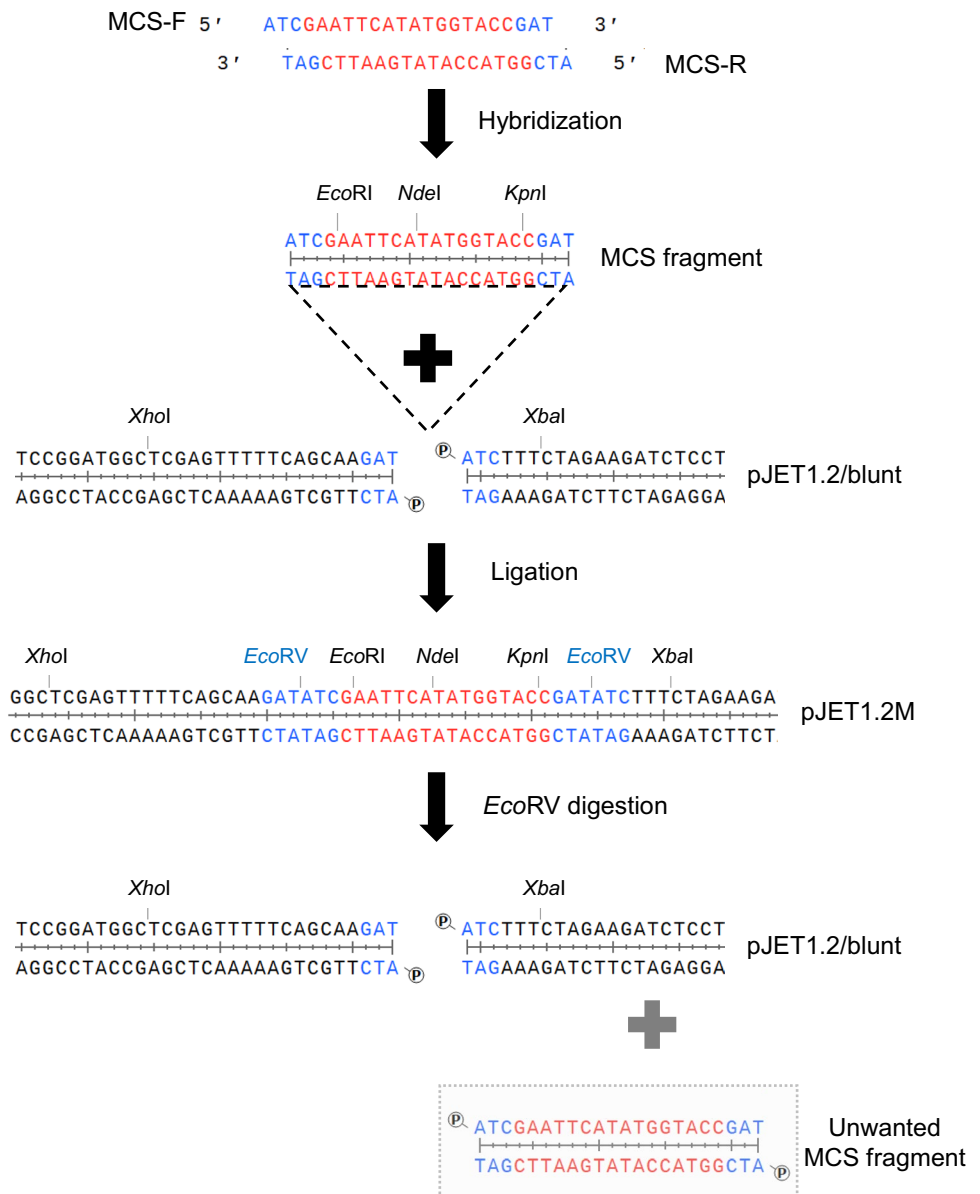 MCS-F 5′ ATCGAATTCATATGGTACCGAT 3′
3′ TAGCTTAAGTATACCATGGCTA 5′ MCS-R
Hybridization
EcoRI NdeI KpnI
ATCGAATTCATATGGTACCGAT
MCS fragment
TAGCTTAAGTATACCATGGCTA
XhoI XbaI
TCCGGATGGCTCGAGTTTTTCAGCAAGAT P ATCTTTCTAGAAGATCTCCT
pJET1.2/blunt
AGGCCTACCGAGCTCAAAAAGTCGTTCTA P TAGAAAGATCTTCTAGAGGA
Ligation
XhoI EcoRV EcoRI NdeI KpnI EcoRV XbaI
GGCTCGAGTTTTTCAGCAAGATATCGAATTCATATGGTACCGATATCTTTCTAGAAGA
pJET1.2M
CCGAGCTCAAAAAGTCGTTCTATAGCTTAAGTATACCATGGCTATAGAAAGATCTTCT
EcoRV digestion
XhoI XbaI
TCCGGATGGCTCGAGTTTTTCAGCAAGAT P ATCTTTCTAGAAGATCTCCT
pJET1.2/blunt
AGGCCTACCGAGCTCAAAAAGTCGTTCTA P TAGAAAGATCTTCTAGAGGA
P ATCGAATTCATATGGTACCGAT
Unwanted
MCS fragment
TAGCTTAAGTATACCATGGCTA P